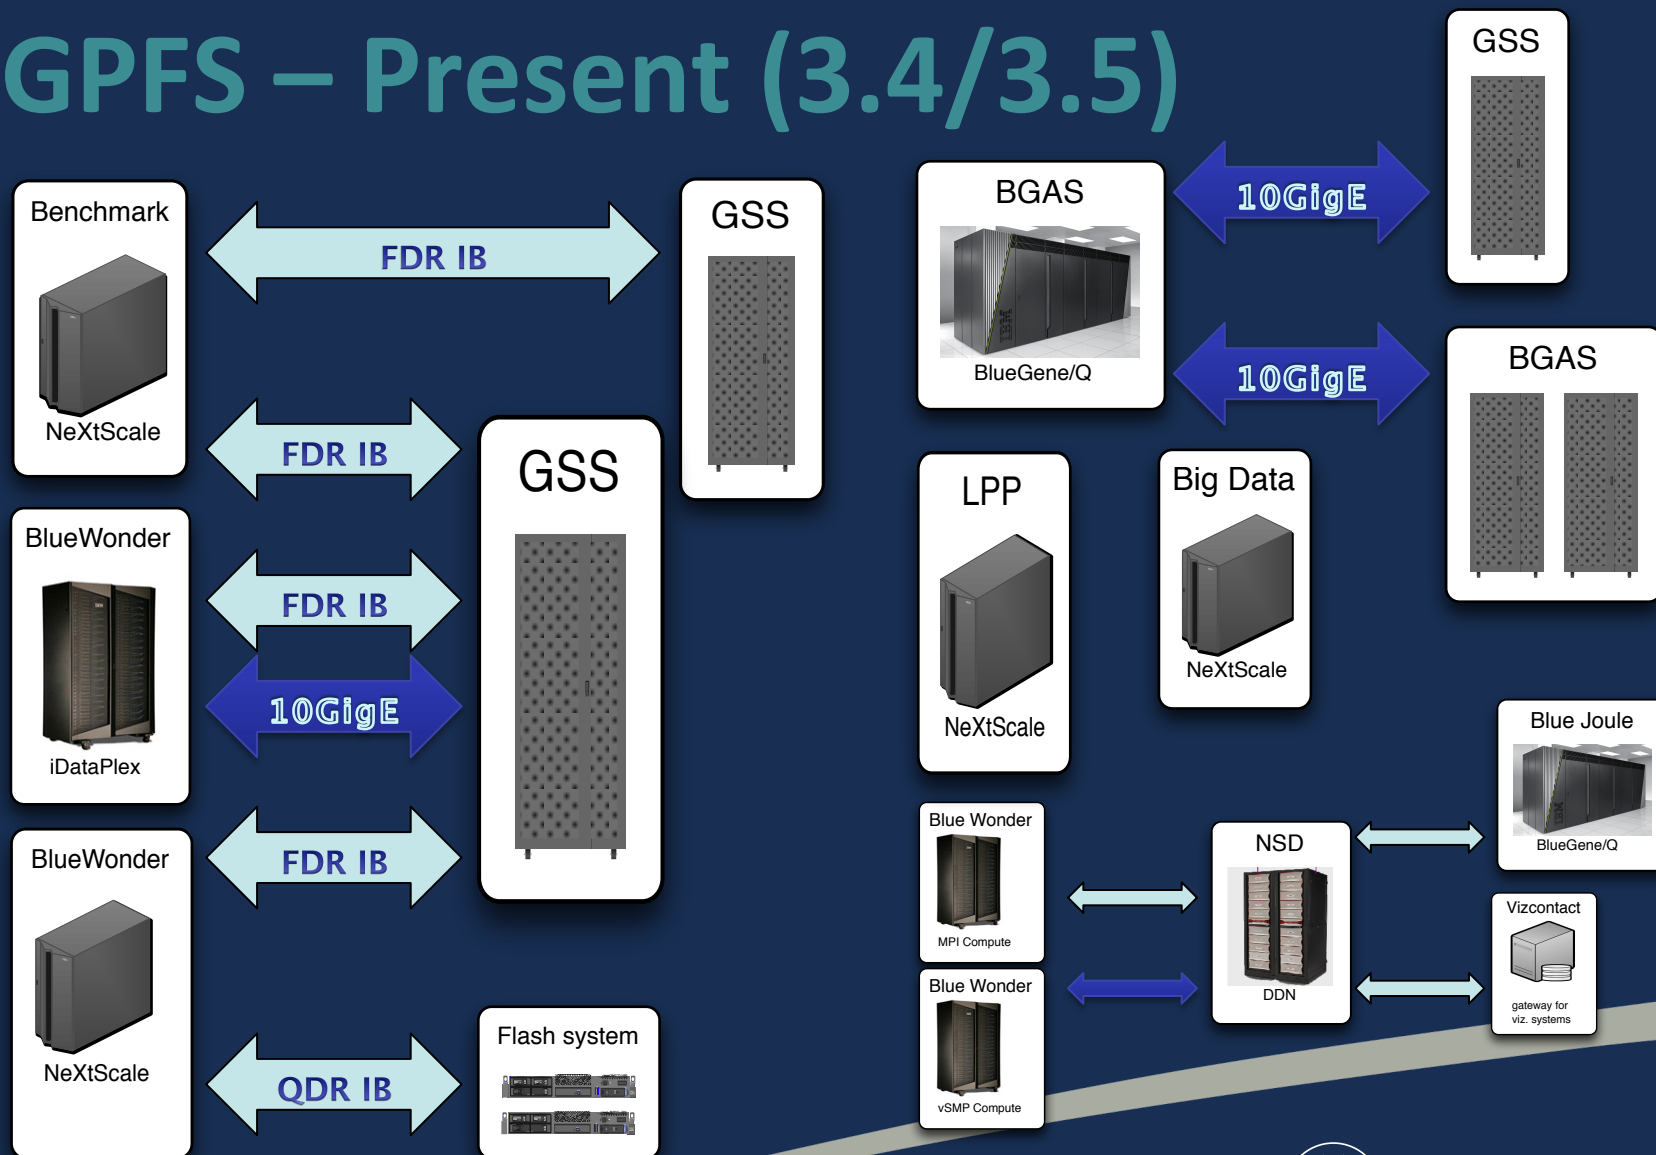 GPFS – Present (3.4/3.5)
Benchmark
NeXtScale
FDR IB
GSS
FDR IB
GSS
BlueWonder
iDataPlex
FDR IB
10GigE
BlueWonder
NeXtScale
FDR IB
QDR IB
Flash system
BGAS
IBM
BlueGene/Q
10GigE
GSS
10GigE
BGAS
LPP
NeXtScale
Big Data
NeXtScale
Blue Wonder
MPI Compute
Blue Wonder
vSMP Compute
NSD
DDN
Blue Joule
IBM
BlueGene/Q
Vizcontact
gateway for
viz. systems